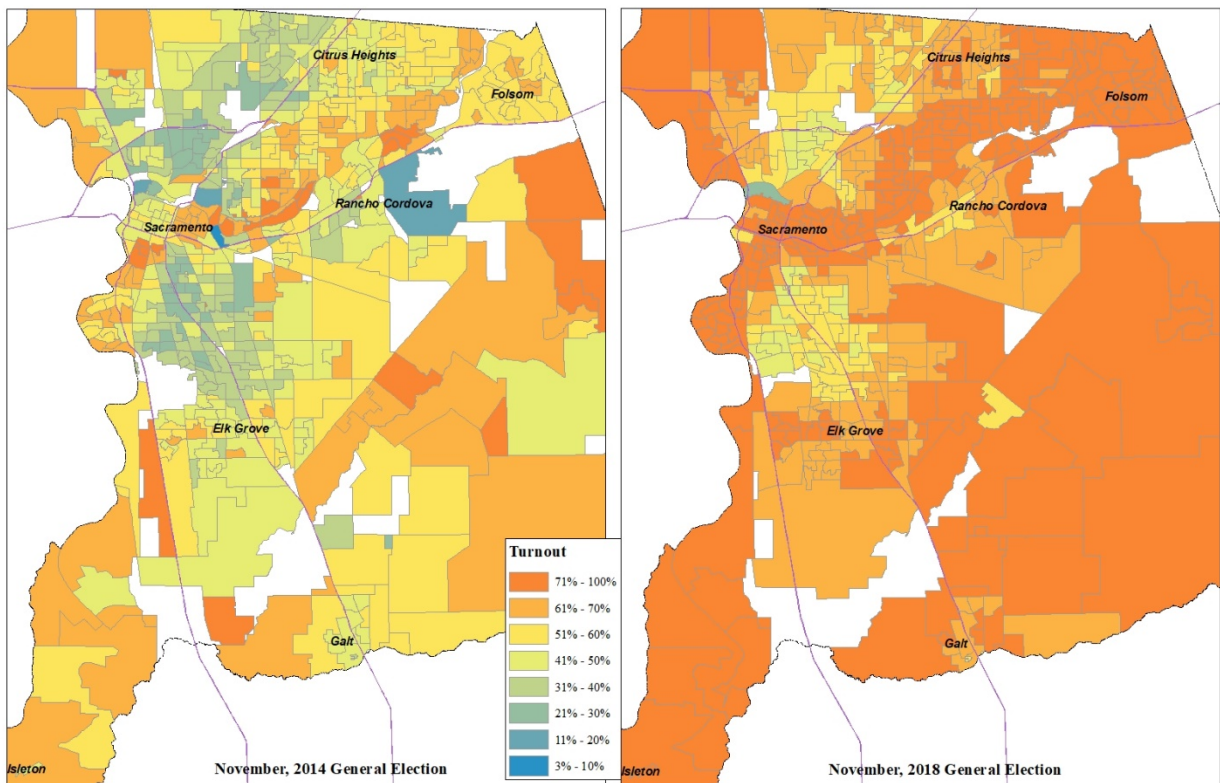 Citrus Heights
Folsom
Rancho Cordova
Sacramento
Elk Grove
Galt
Isleton
November, 2014 General Election
Turnout
71% - 100%
61% - 70%
51% - 60%
41% - 50%
31% - 40%
21% - 30%
11% - 20%
3% - 10%
Citrus Heights
Folsom
Rancho Cordova
Sacramento
Elk Grove
Galt
Isleton
November, 2018 General Election